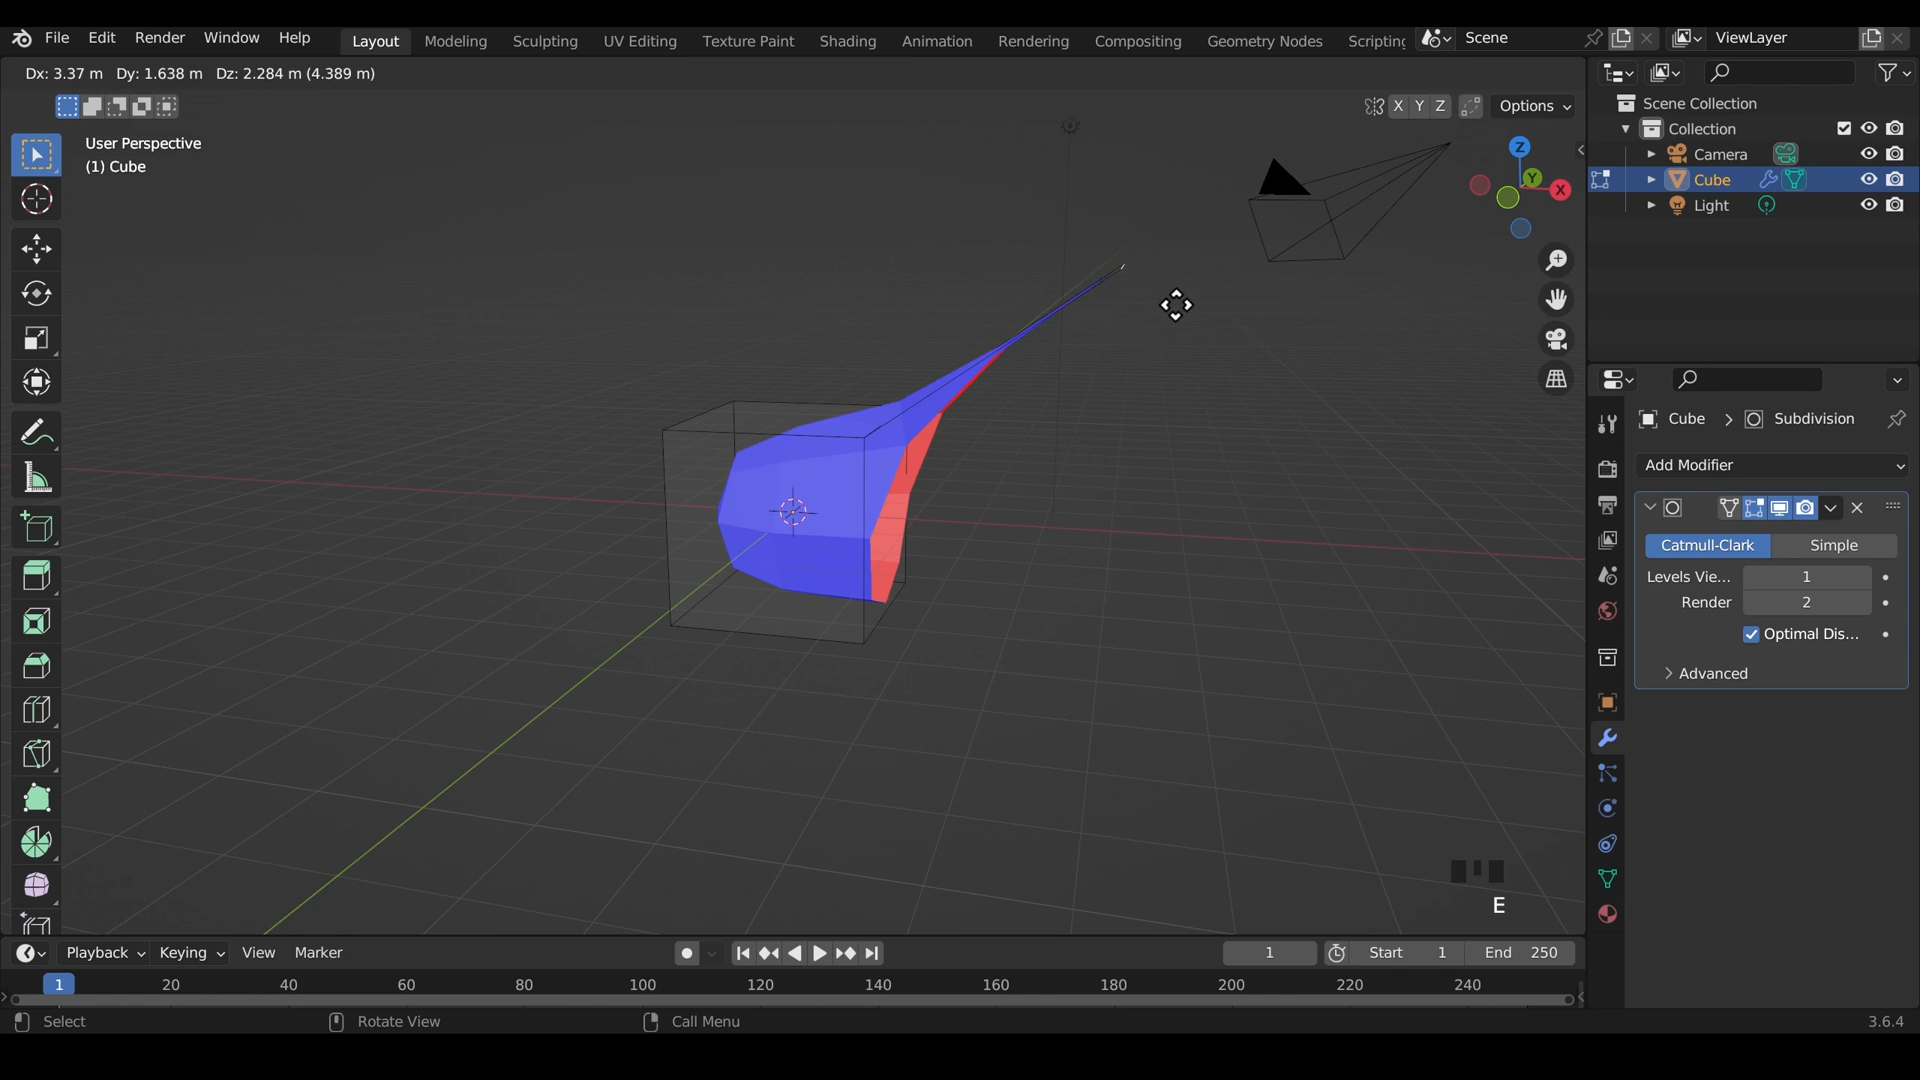 File Edit Render Window Help Layout Modeling Sculpting UV Editing Texture Paint Shading Animation Rendering Compositing Geometry Nodes Scripting Scene ViewLayer
Dx: 3.37 m Dy: 1.638 m Dz: 2.284 m (4.389 m)
X Y Z Options
User Perspective
(1) Cube
Z
Y
X
Scene Collection
Collection
Camera
Cube
Light
Cube > Subdivision
Add Modifier
Catmull-Clark Simple
Levels Vie... 1
Render 2
Optimal Dis...
Advanced
E
Playback Keying View Marker 1 Start 1 End 250
1 20 40 60 80 100 120 140 160 180 200 220 240
Select Rotate View Call Menu 3.6.4